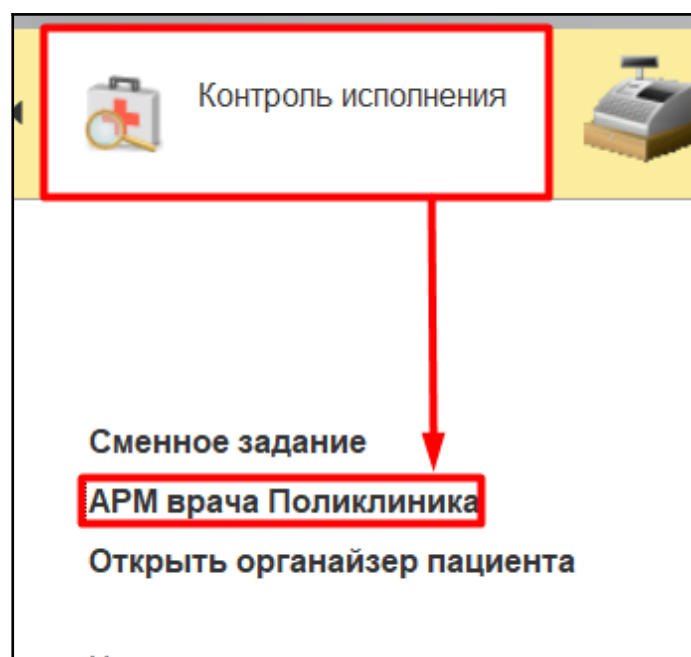 Контроль исполнения
Сменное задание
АРМ врача Поликлиника
Открыть органайзер пациента